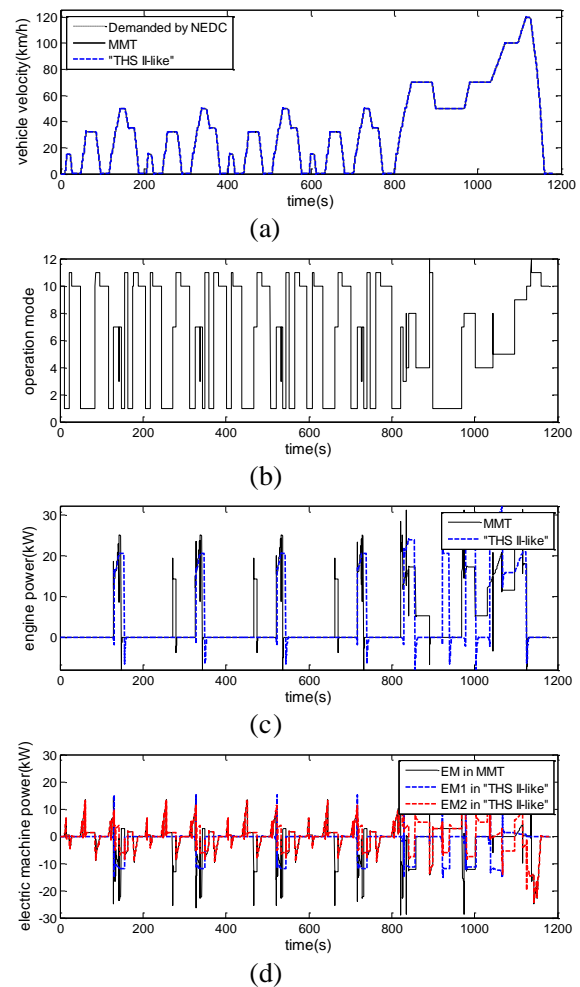 120
100
80
60
40
20
0
vehicle velocity(km/h)
Demanded by NEDC
MMT
"THS II-like"
0 200 400 600 800 1000 1200
time(s)
(a)
12
10
8
6
4
2
0
operation mode
0 200 400 600 800 1000 1200
time(s)
(b)
30
20
10
0
engine power(kW)
MMT
"THS II-like"
0 200 400 600 800 1000 1200
time(s)
(c)
30
20
10
0
-10
-20
-30
electric machine power(kW)
EM in MMT
EM1 in "THS II-like"
EM2 in "THS II-like"
0 200 400 600 800 1000 1200
time(s)
(d)